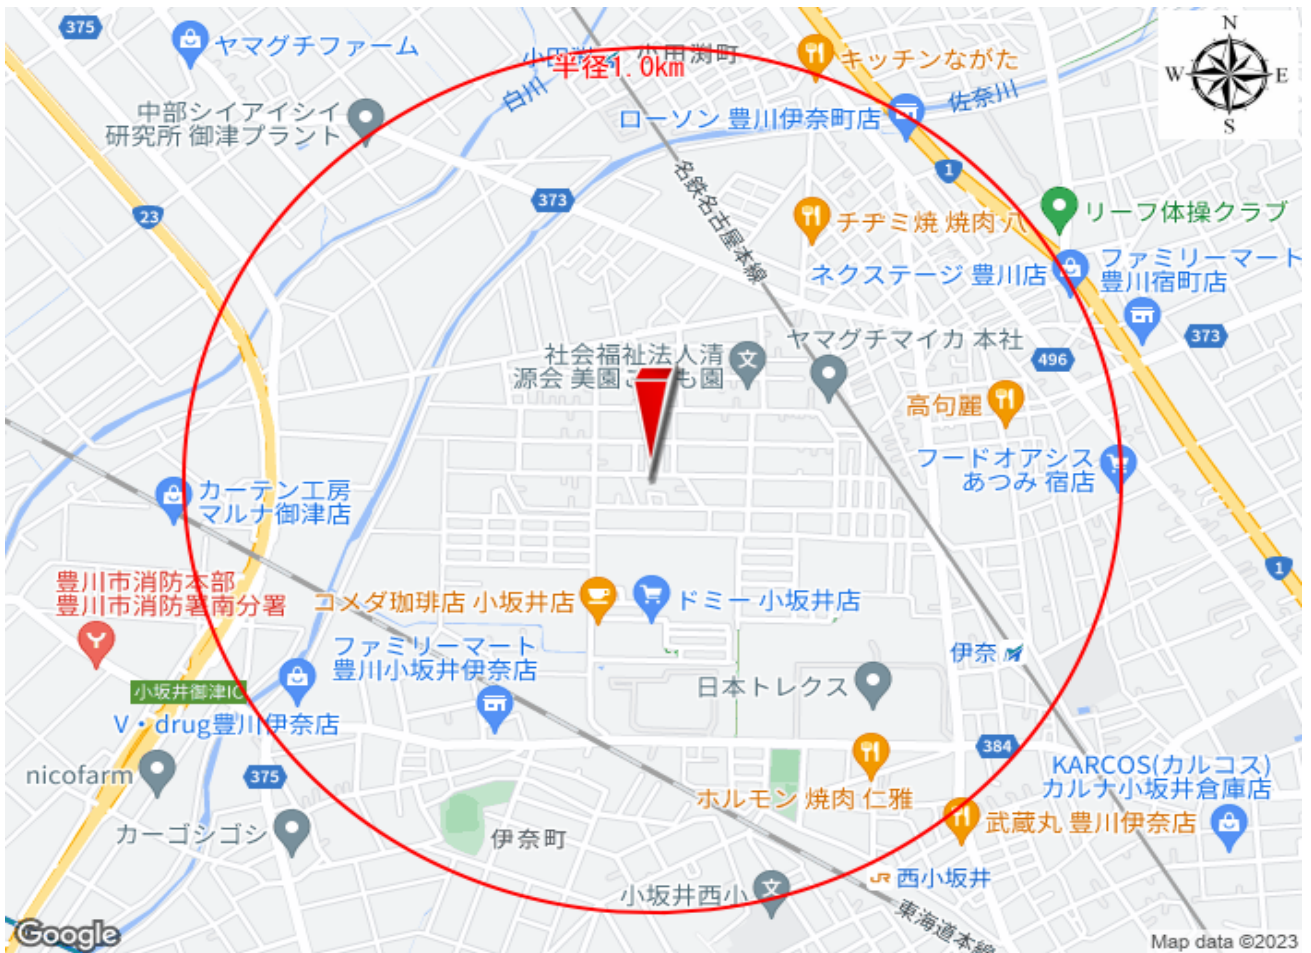 375
ヤマグチファーム
小田渕町
半径1.0km
キッチンながた
N
W
E
S
中部シイアイシイ
研究所 御津プラント
白川
佐奈川
ローソン 豊川伊奈町店
1
373
名鉄名古屋本線
23
チヂミ焼 焼肉 八
リーフ体操クラブ
ネクステージ 豊川店
ファミリーマート
豊川宿町店
373
社会福祉法人清
源会 美園こども園
ヤマグチマイカ 本社
496
高句麗
フードオアシス
あつみ 宿店
カーテン工房
マルナ御津店
1
豊川市消防本部
豊川市消防署南分署
コメダ珈琲店 小坂井店
ドミー 小坂井店
ファミリーマート
豊川小坂井伊奈店
伊奈
小坂井御津IC
日本トレクス
V・drug豊川伊奈店
384
nicofarm
375
KARCOS(カルコス)
カルナ小坂井倉庫店
ホルモン 焼肉 仁雅
カーゴシゴシ
伊奈町
武蔵丸 豊川伊奈店
小坂井西小
JR
西小坂井
東海道本線
Google
Map data ©2023